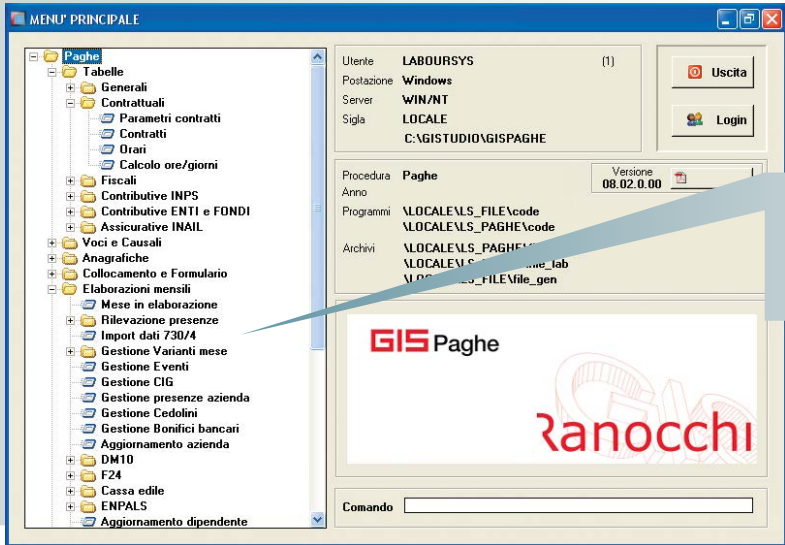 MENU' PRINCIPALE
Paghe
Tabelle
Generali
Contrattuali
Parametri contratti
Contratti
Orari
Calcolo ore/giorni
Fiscali
Contributive INPS
Contributive ENTI e FONDI
Assicurative INAIL
Voci e Causali
Anagrafiche
Collocamento e Formulario
Elaborazioni mensili
Mese in elaborazione
Rilevazione presenze
Import dati 730/4
Gestione Varianti mese
Gestione Eventi
Gestione CIG
Gestione presenze azienda
Gestione Cedolini
Gestione Bonifici bancari
Aggiornamento azienda
DM10
F24
Cassa edile
ENPALS
Aggiornamento dipendente
Utente LABOURSYS (1)
Postazione Windows
Server WIN/NT
Sigla LOCALE
C:\GISTUDIO\GISPAGHE
Uscita
Login
Procedura Paghe
Versione
08.02.0.00
Anno
Programmi \LOCALE\LS_FILE\code
\LOCALE\LS_PAGHE\code
Archivi \LOCALE\LS_PAGHE\
\LOCALE\LS_
\LOCALE\LS_FILE\file_gen
GIS Paghe
Ranocchi
Comando